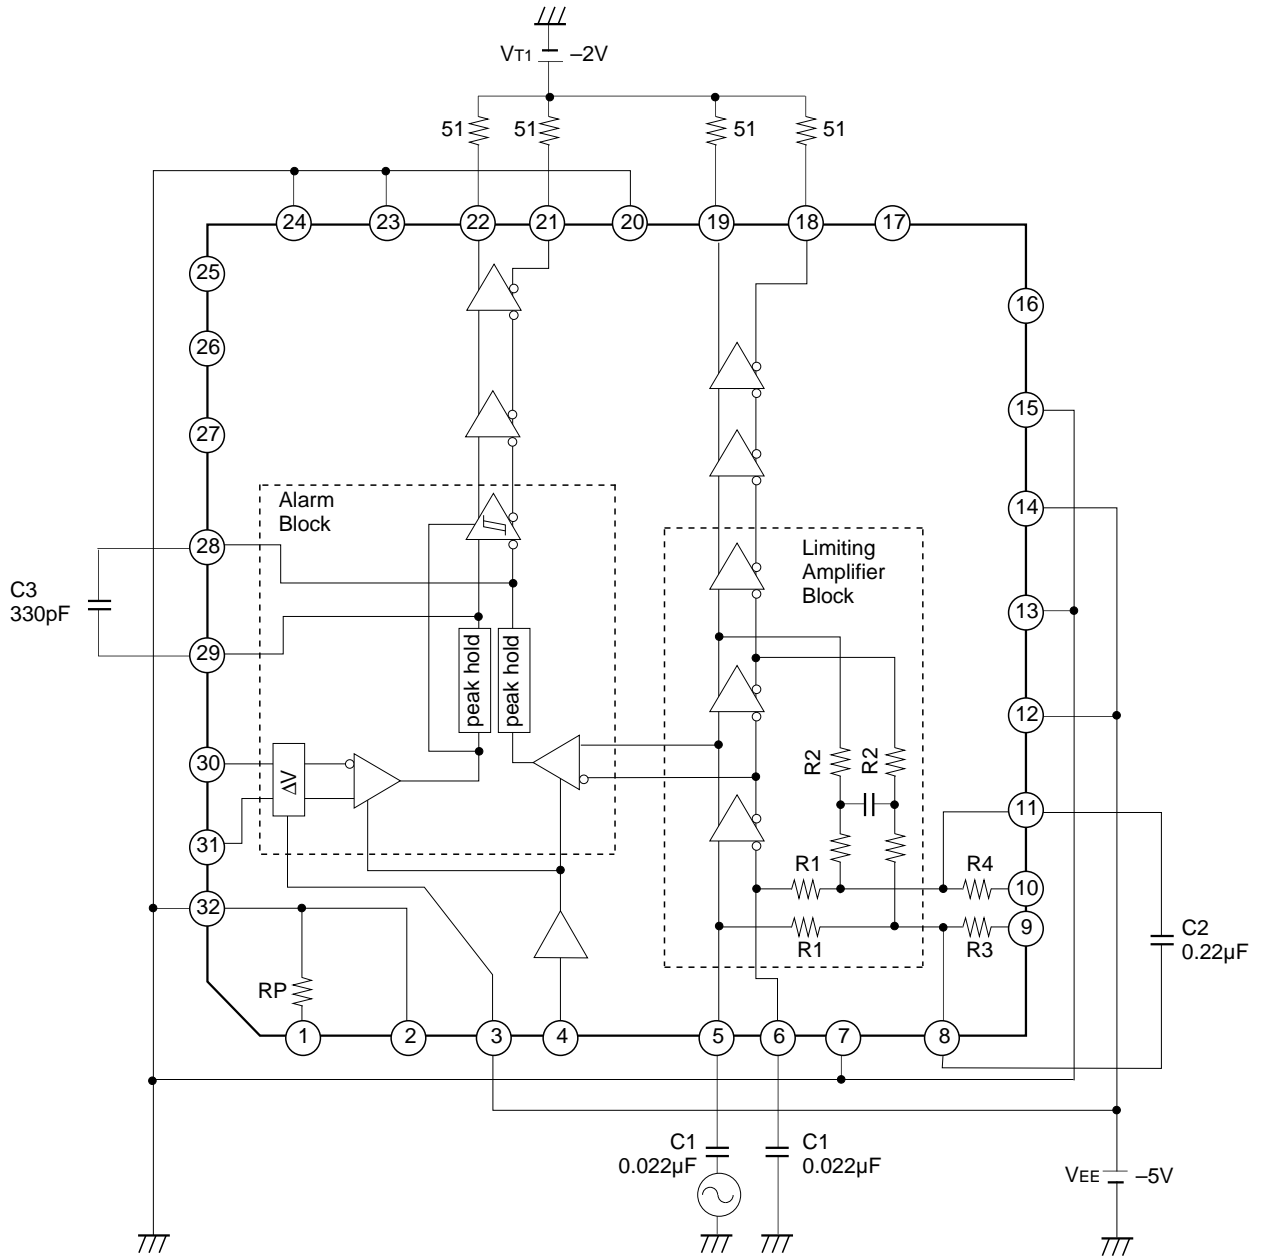 VT1 –2V
51 51 51 51
24 23 22 21 20 19 18 17
25
16
26
15
27
Alarm
Block
14
Limiting
Amplifier
Block
28
C3
330pF
13
29
peak hold
peak hold
12
30
ΔV
R2
R2
11
31
R1
R4
10
32
9
R1
R3
C2
0.22µF
RP
1 2 3 4 5 6 7 8
C1
0.022µF
C1
0.022µF
VEE –5V